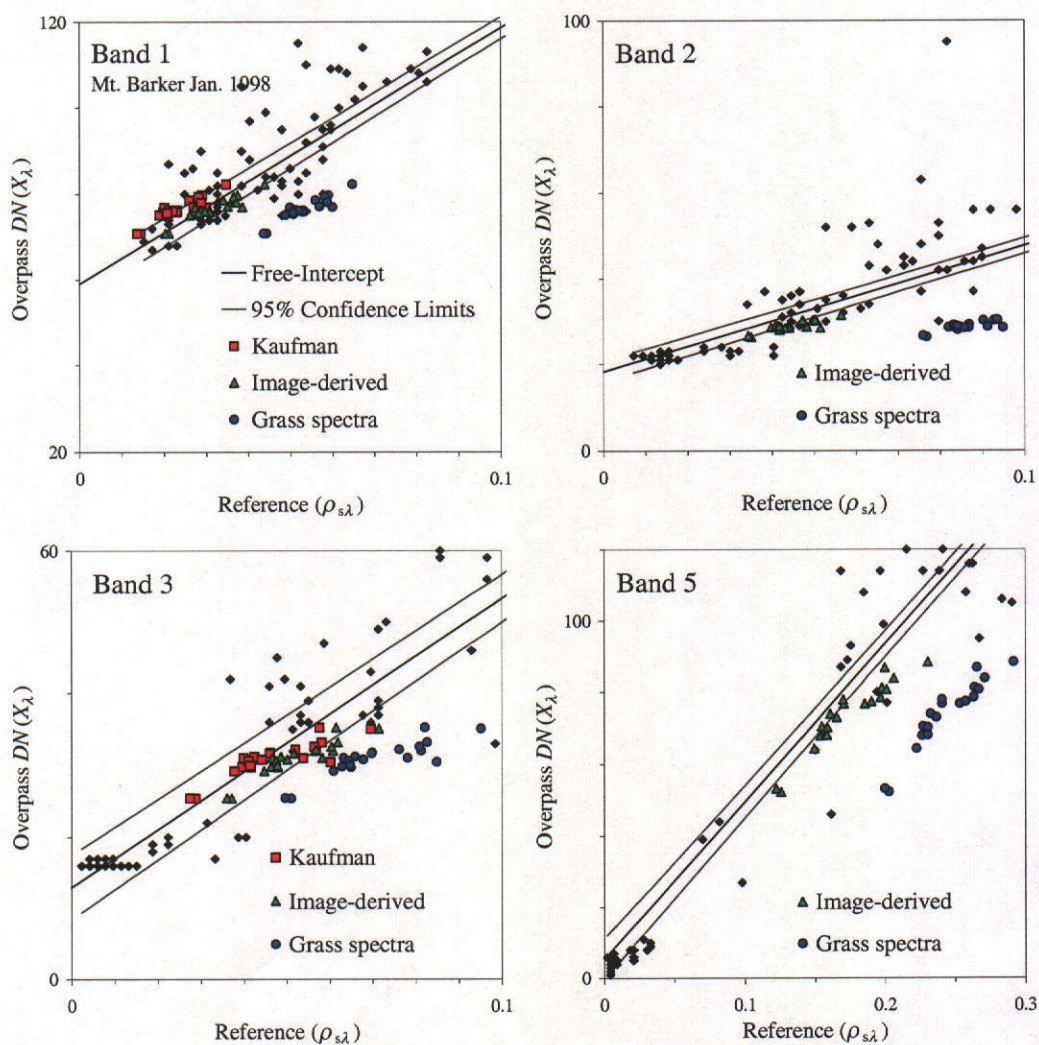 120
Band 1
Mt. Barker Jan. 1998
Overpass DN (Xλ)
Free-Intercept
95% Confidence Limits
Kaufman
Image-derived
Grass spectra
20
0
0.1
Reference (ρsλ)
100
Band 2
Overpass DN (Xλ)
Image-derived
Grass spectra
0
0
0.1
Reference (ρsλ)
60
Band 3
Overpass DN (Xλ)
Kaufman
Image-derived
Grass spectra
0
0
0.1
Reference (ρsλ)
Band 5
100
Overpass DN (Xλ)
Image-derived
Grass spectra
0
0
0.1
0.2
0.3
Reference (ρsλ)